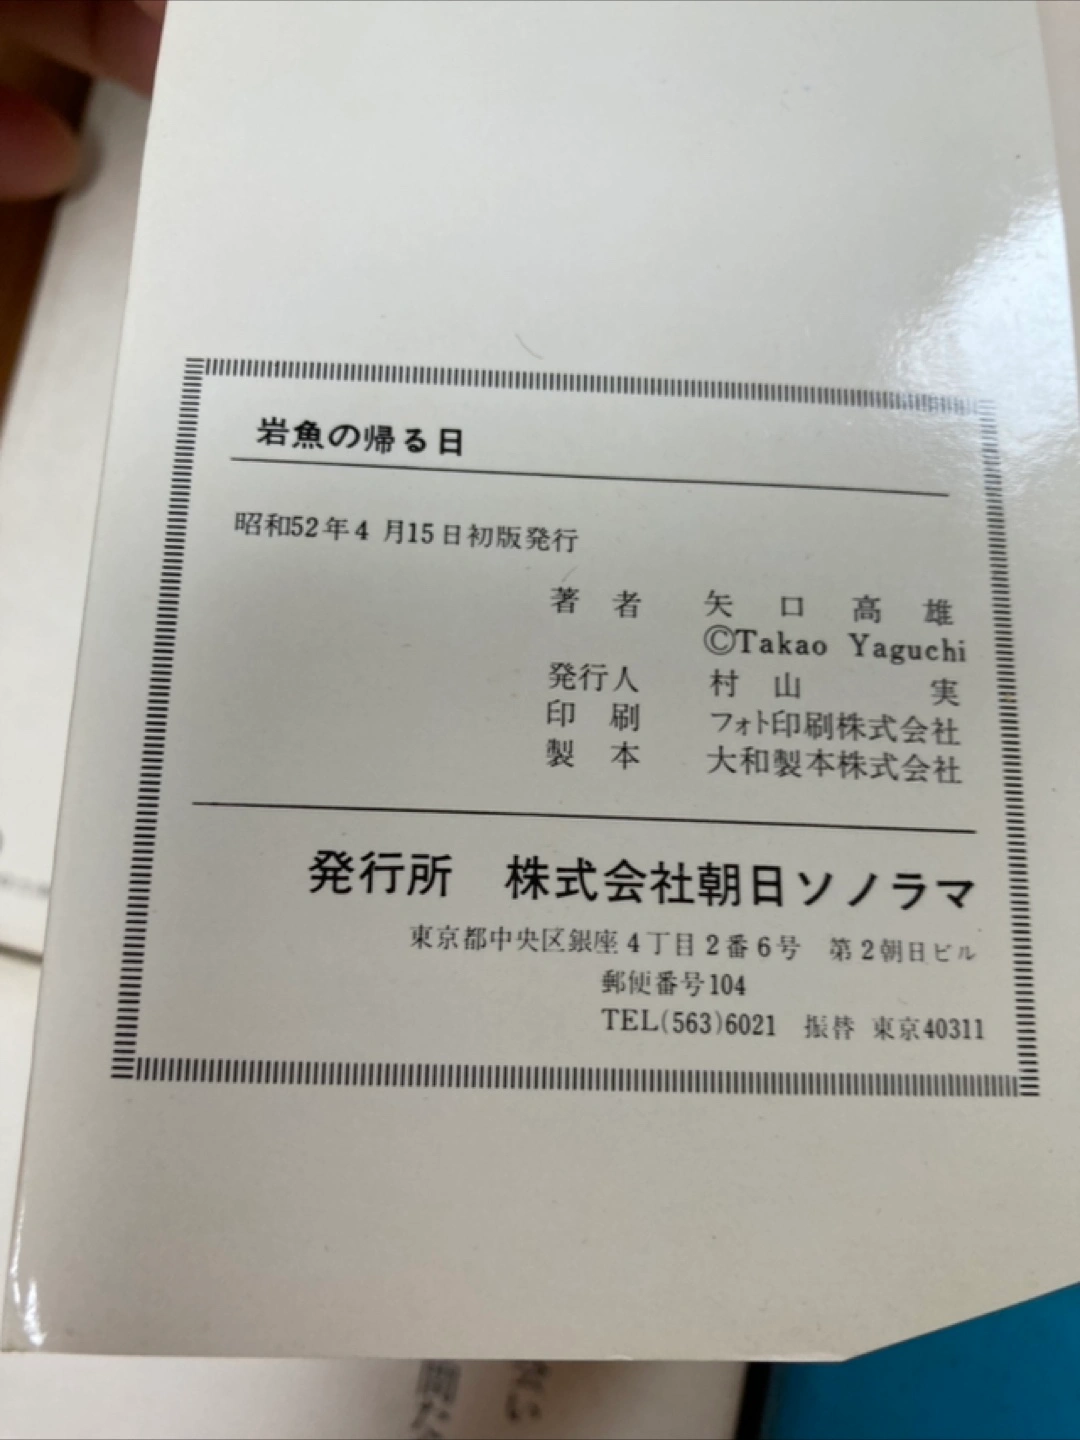 岩魚の帰る日
昭和52年4月15日初版発行
著者 矢口高雄
©Takao Yaguchi
発行人 村山実
印刷 フォト印刷株式会社
製本 大和製本株式会社
発行所 株式会社朝日ソノラマ
東京都中央区銀座4丁目2番6号 第2朝日ビル
郵便番号104
TEL(563)6021 振替 東京40311